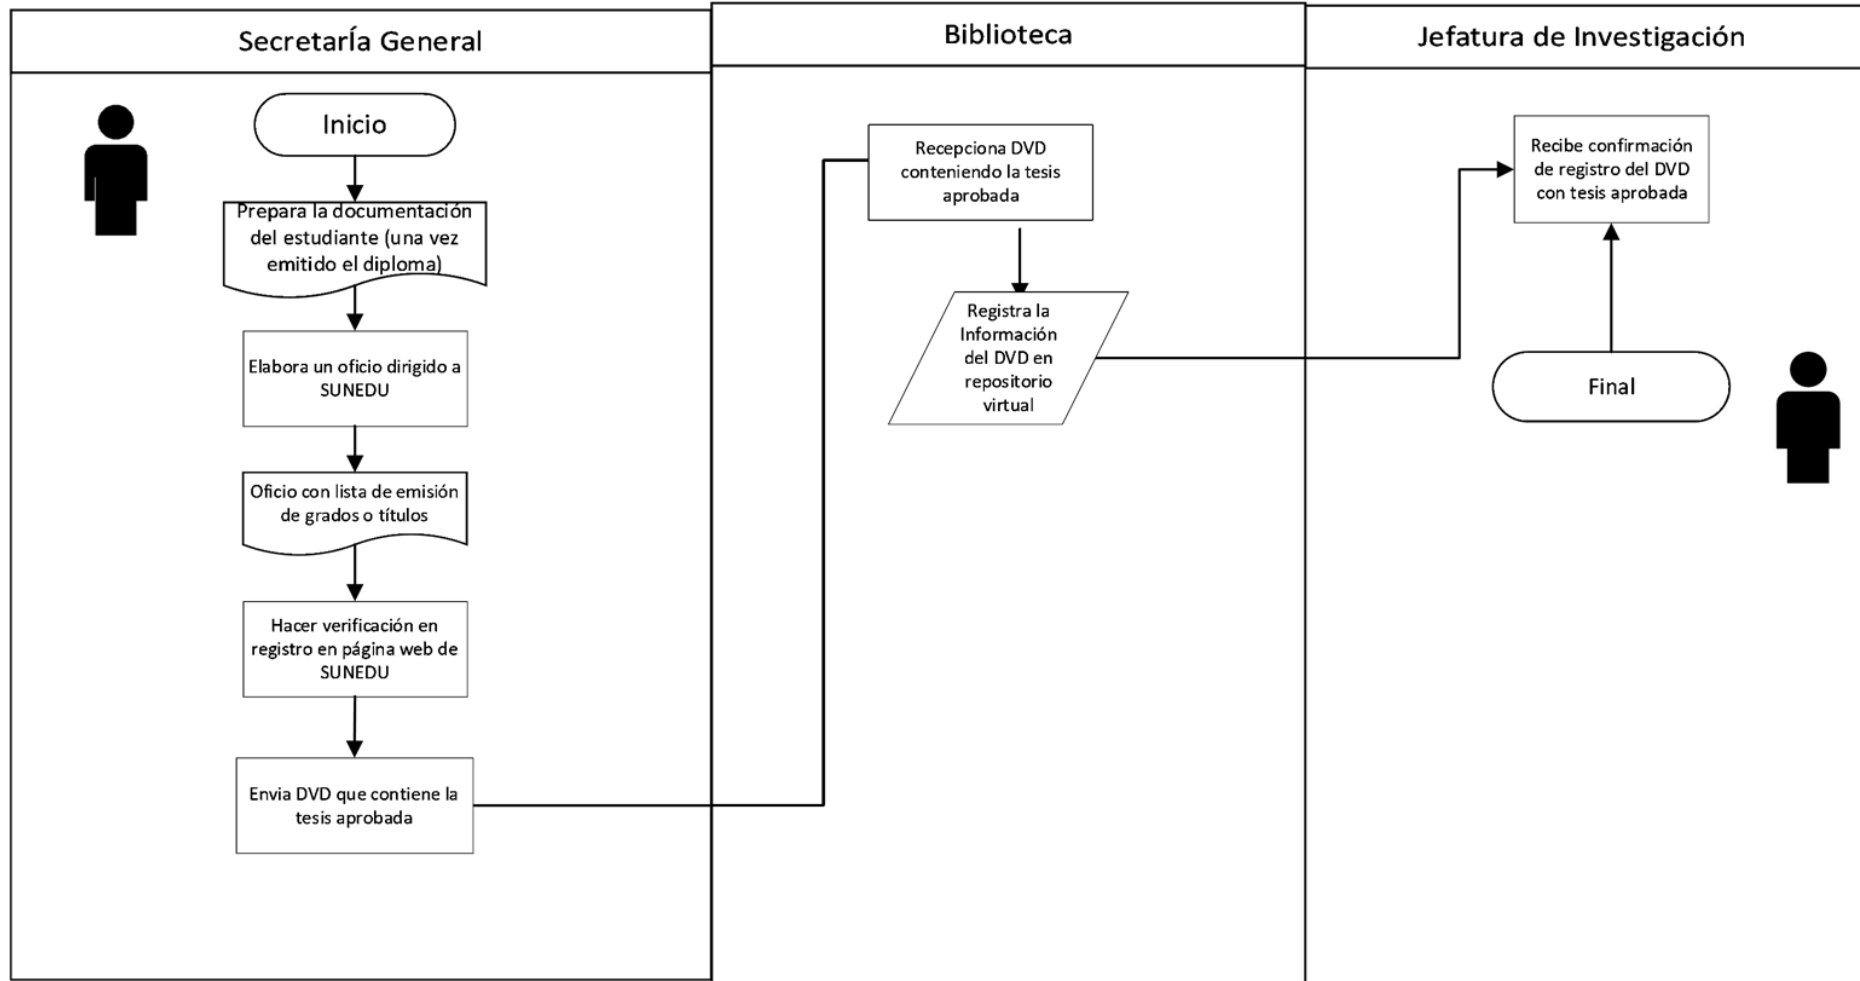 SecretarÍa General
Inicio
Prepara la documentación
del estudiante (una vez
emitido el diploma)
Elabora un oficio dirigido a
SUNEDU
Oficio con lista de emisión
de grados o títulos
Hacer verificación en
registro en página web de
SUNEDU
Envia DVD que contiene la
tesis aprobada
Biblioteca
Recepciona DVD
conteniendo la tesis
aprobada
Registra la
Información
del DVD en
repositorio
virtual
Jefatura de Investigación
Recibe confirmación
de registro del DVD
con tesis aprobada
Final